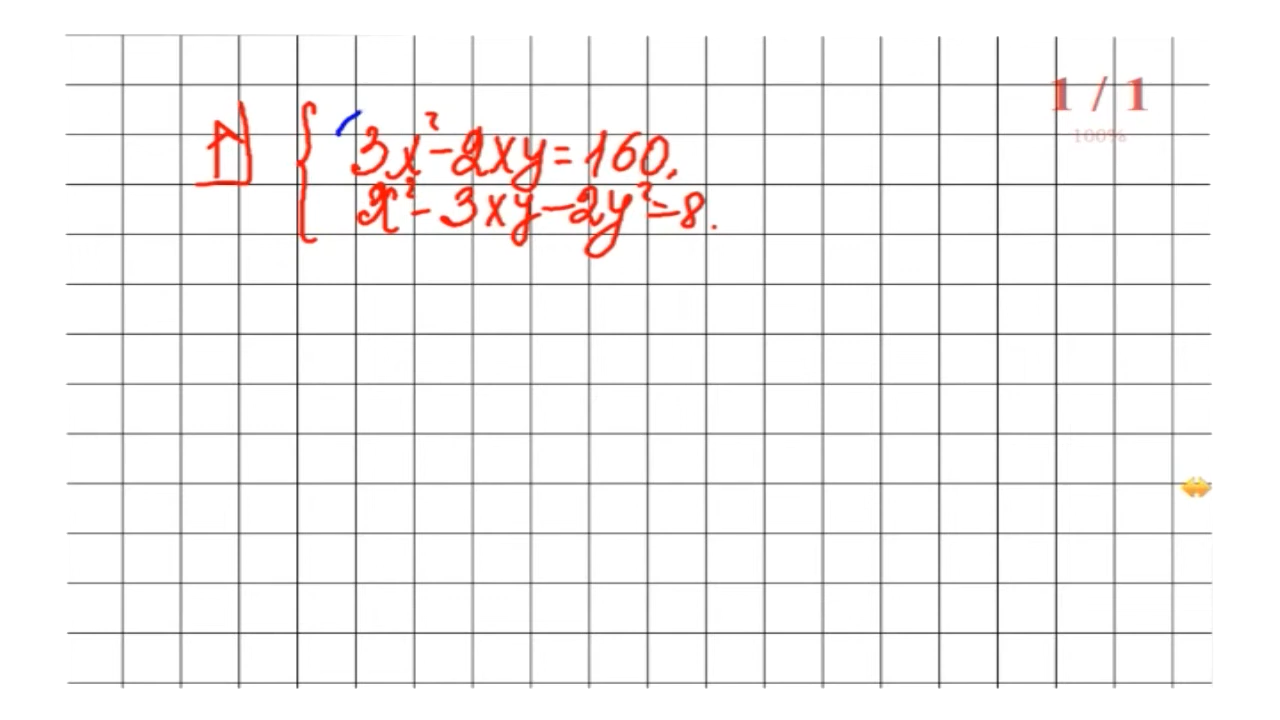 1
3x² - 2xy = 160,
x² - 3xy - 2y² = 8.
1 / 1
100%